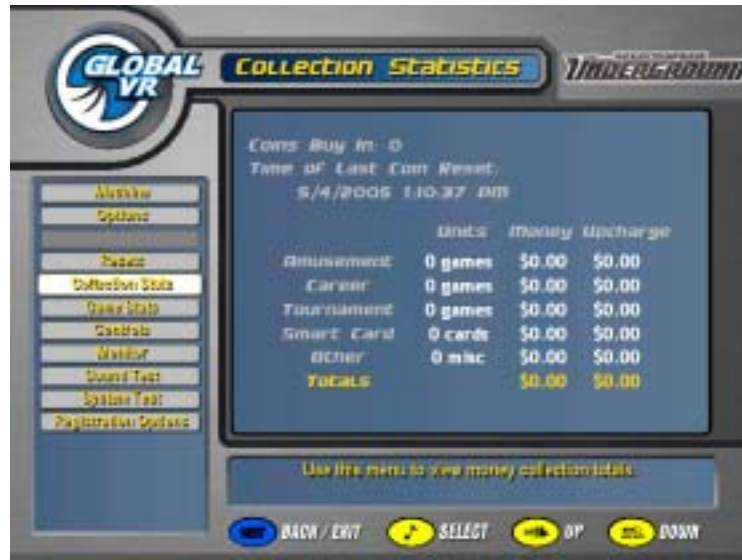 GLOBAL VR
Collection Statistics
UNDERGROUND
Coins Buy In: 0
Time of Last Coin Reset:
5/4/2005 1:10:37 PM
Units Money Upcharge
Amusement 0 games $0.00 $0.00
Career 0 games $0.00 $0.00
Tournament 0 games $0.00 $0.00
Smart Card 0 cards $0.00 $0.00
Other 0 misc $0.00 $0.00
Totals $0.00 $0.00
Machine
Options
Resets
Collection Stats
Game Stats
Controls
Monitor
Sound Test
System Test
Registration Options
Use this menu to view money collection totals.
BACK / EXIT SELECT UP DOWN